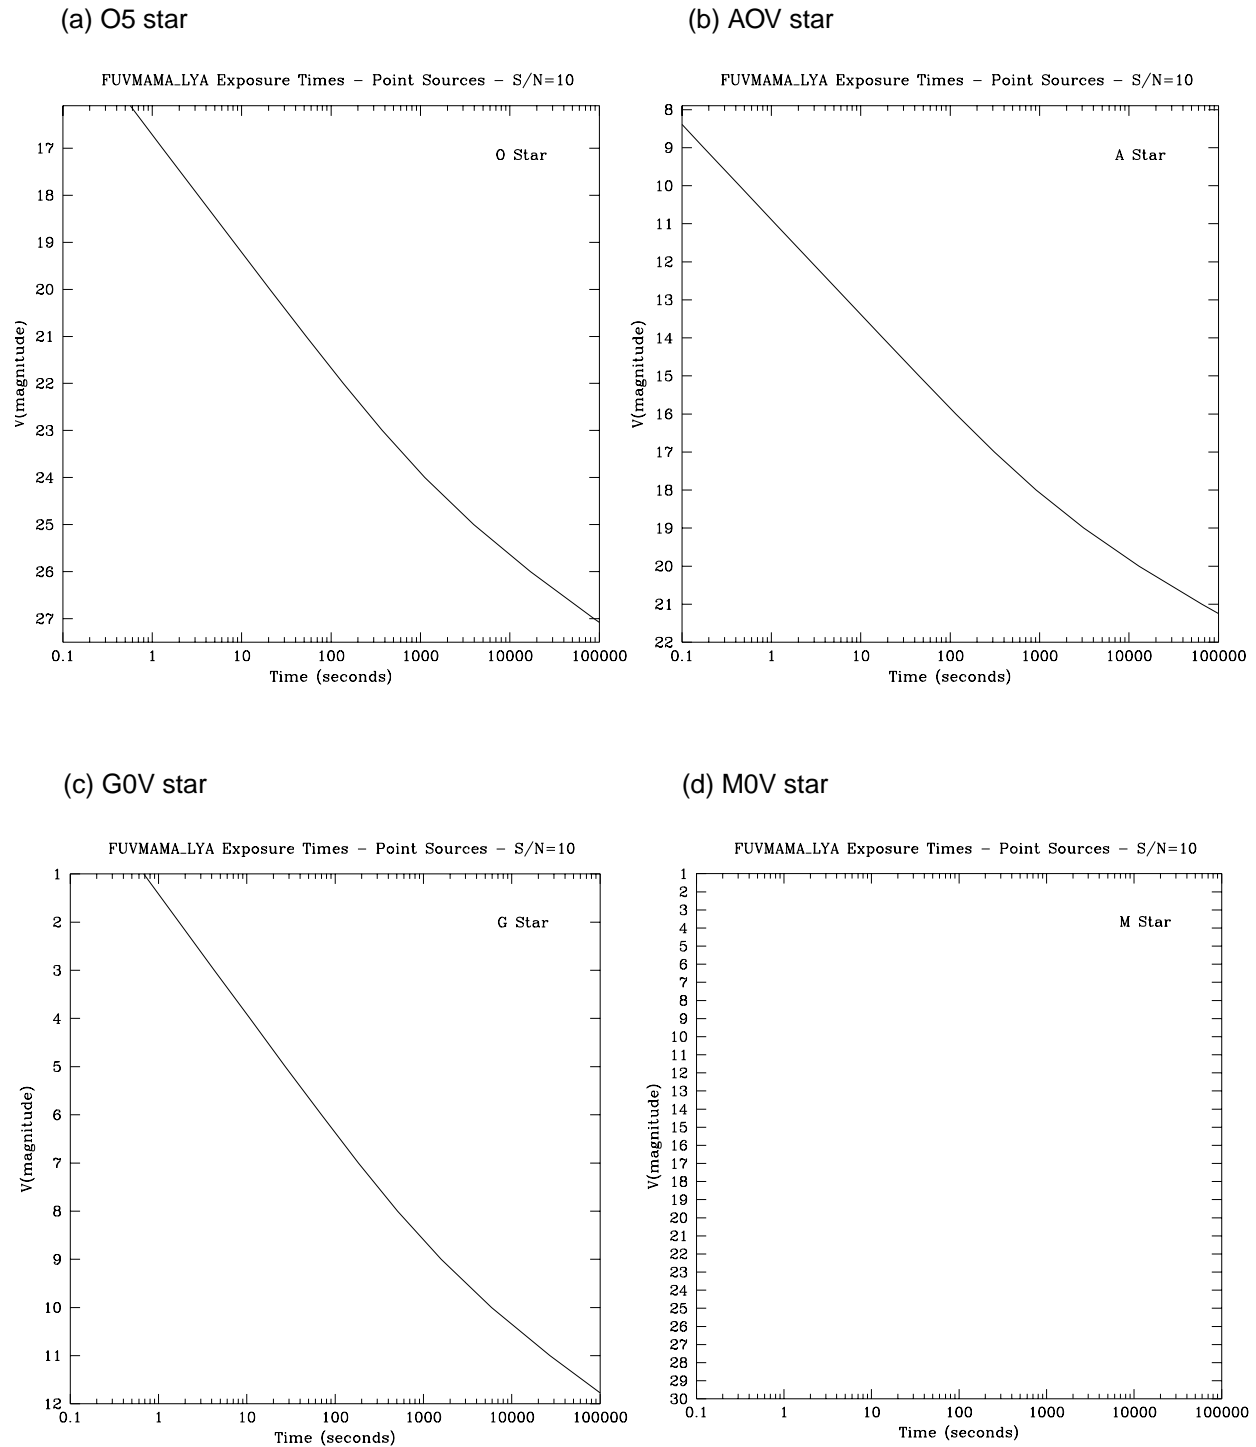 (a) O5 star
FUVMAMA_LYA Exposure Times - Point Sources - S/N=10
O Star
17
18
19
20
21
22
23
24
25
26
27
V(magnitude)
0.1 1 10 100 1000 10000 100000
Time (seconds)
(b) AOV star
FUVMAMA_LYA Exposure Times - Point Sources - S/N=10
A Star
8
9
10
11
12
13
14
15
16
17
18
19
20
21
22
V(magnitude)
0.1 1 10 100 1000 10000 100000
Time (seconds)
(c) G0V star
FUVMAMA_LYA Exposure Times - Point Sources - S/N=10
G Star
1
2
3
4
5
6
7
8
9
10
11
12
V(magnitude)
0.1 1 10 100 1000 10000 100000
Time (seconds)
(d) M0V star
FUVMAMA_LYA Exposure Times - Point Sources - S/N=10
M Star
1
2
3
4
5
6
7
8
9
10
11
12
13
14
15
16
17
18
19
20
21
22
23
24
25
26
27
28
29
30
V(magnitude)
0.1 1 10 100 1000 10000 100000
Time (seconds)